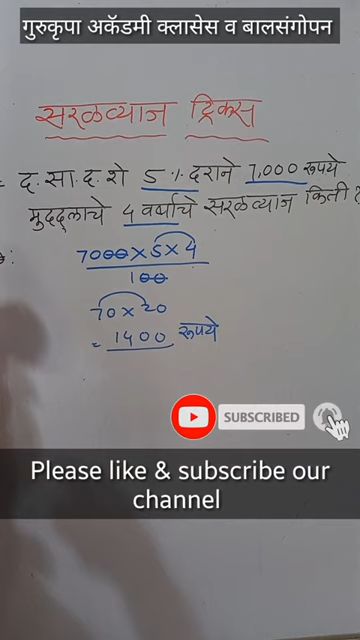 गुरुकृपा अकॅडमी क्लासेस व बालसंगोपन
सरळव्याज ट्रिक्स
द.सा.द.शे 5% दराने 7,000 रूपये
मुद्दलाचे 4 वर्षाचे सरळव्याज किती
7000 × 5 × 4
100
70 × 20
= 1400 रूपये
SUBSCRIBED
Please like & subscribe our
channel